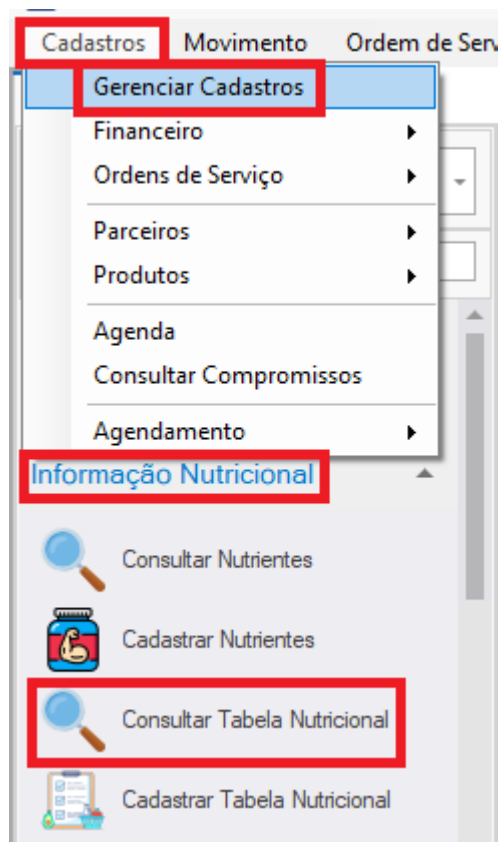 Cadastros Movimento Ordem de Serv
Gerenciar Cadastros
Financeiro
Ordens de Serviço
Parceiros
Produtos
Agenda
Consultar Compromissos
Agendamento
Informação Nutricional
Consultar Nutrientes
Cadastrar Nutrientes
Consultar Tabela Nutricional
Cadastrar Tabela Nutricional